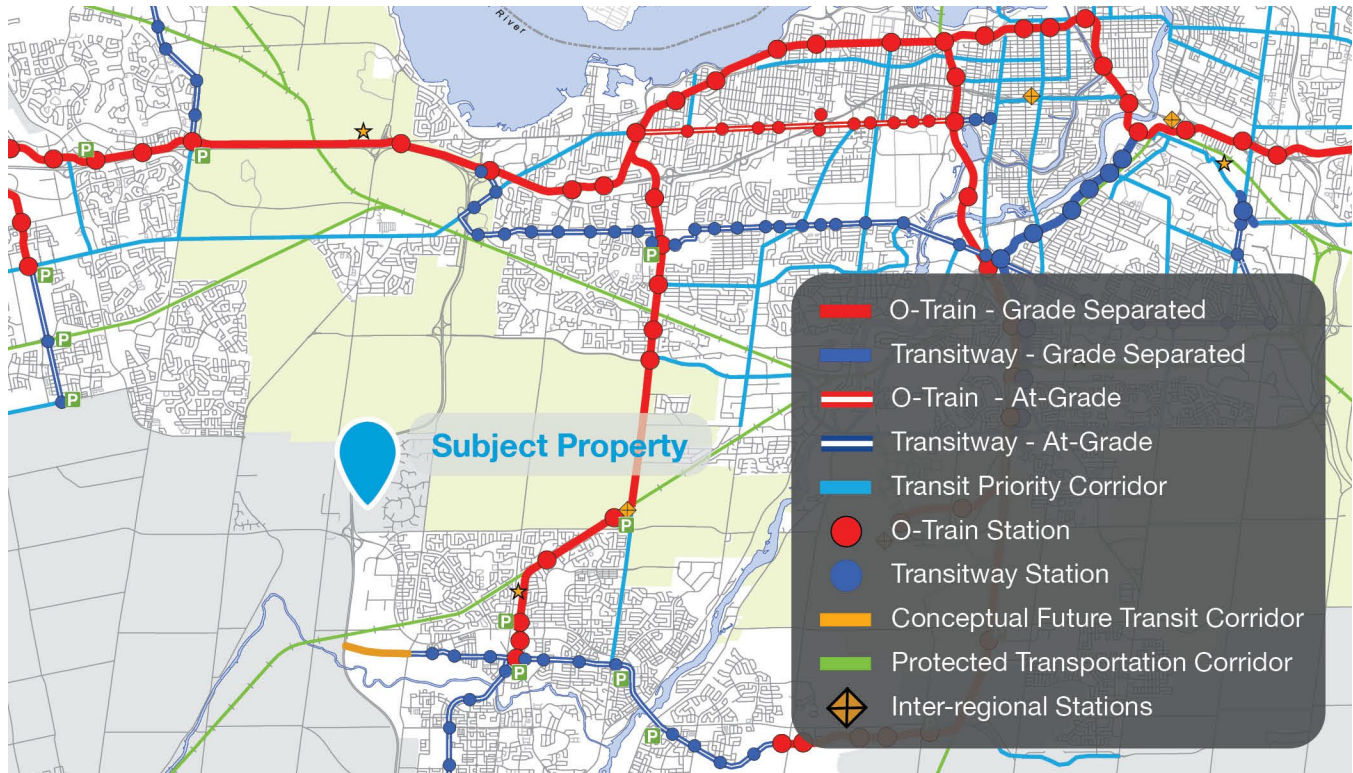 River
P
P
P
P
P
P
Subject Property
P
P
P
P
P
O-Train - Grade Separated
Transitway - Grade Separated
O-Train - At-Grade
Transitway - At-Grade
Transit Priority Corridor
O-Train Station
Transitway Station
Conceptual Future Transit Corridor
Protected Transportation Corridor
Inter-regional Stations